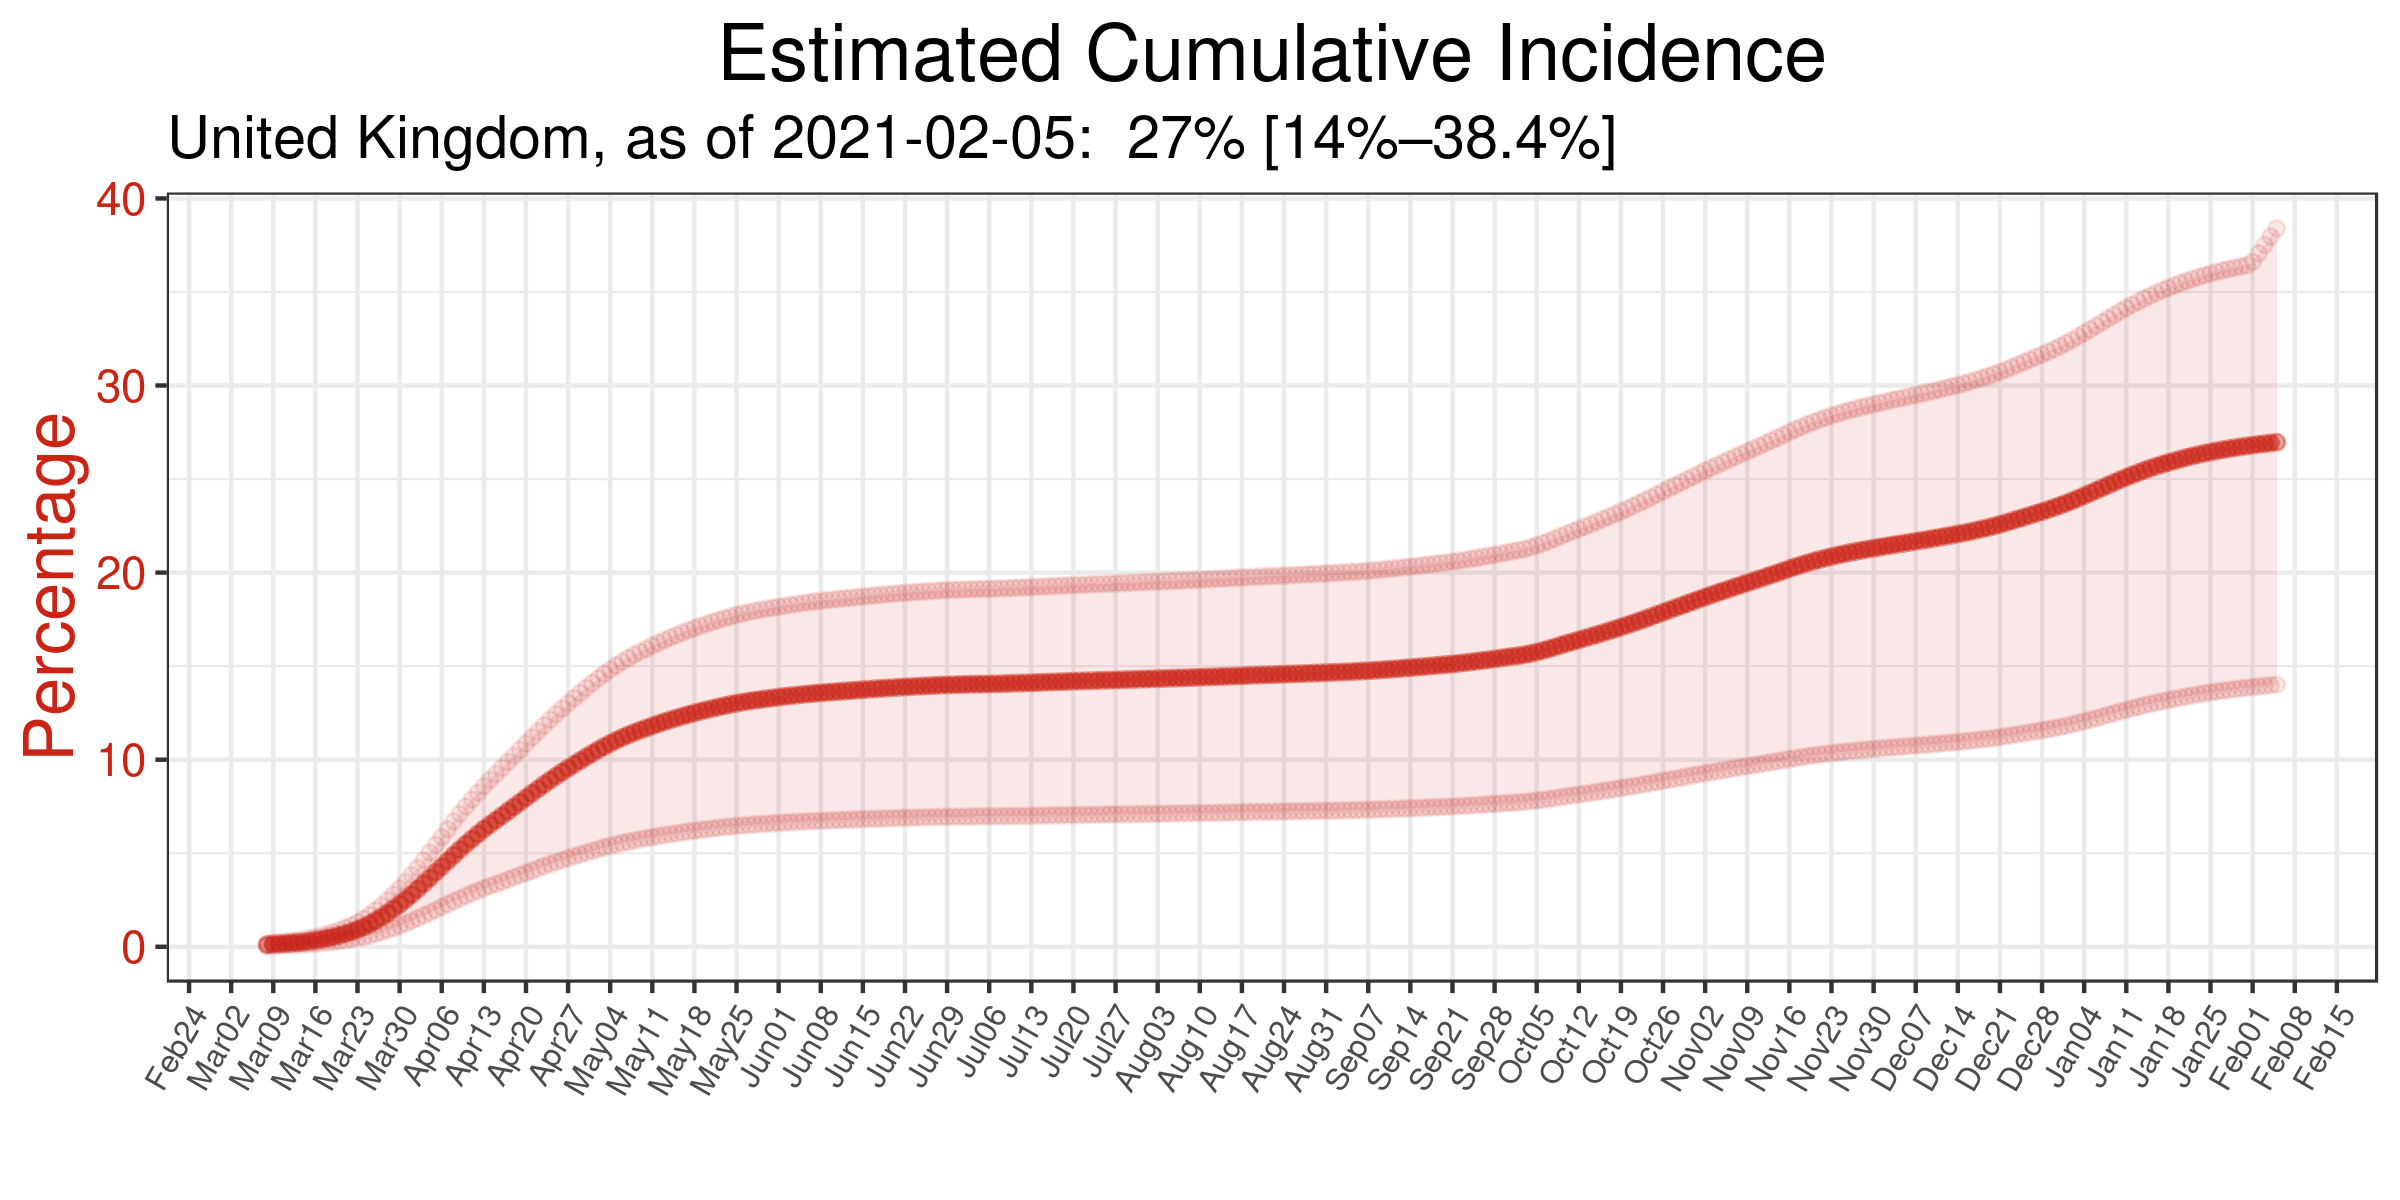 Estimated Cumulative Incidence
United Kingdom, as of 2021-02-05:  27% [14%–38.4%]
Percentage
40
30
20
10
0
Feb24 Mar02 Mar09 Mar16 Mar23 Mar30 Apr06 Apr13 Apr20 Apr27 May04 May11 May18 May25 Jun01 Jun08 Jun15 Jun22 Jun29 Jul06 Jul13 Jul20 Jul27 Aug03 Aug10 Aug17 Aug24 Aug31 Sep07 Sep14 Sep21 Sep28 Oct05 Oct12 Oct19 Oct26 Nov02 Nov09 Nov16 Nov23 Nov30 Dec07 Dec14 Dec21 Dec28 Jan04 Jan11 Jan18 Jan25 Feb01 Feb08 Feb15